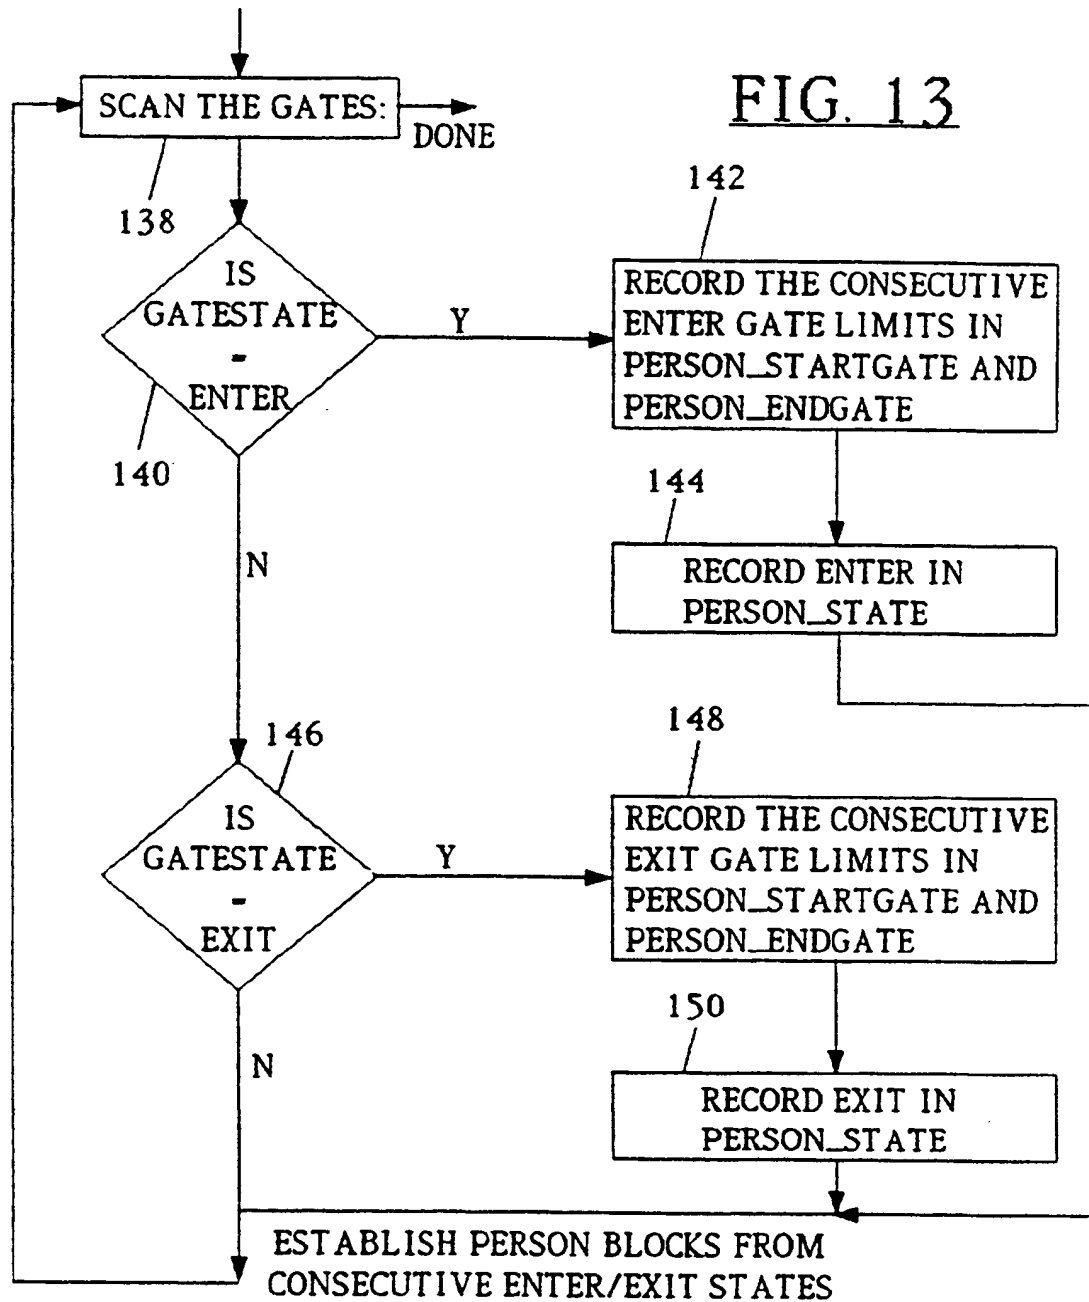 SCAN THE GATES:
DONE
FIG. 13
138
IS
GATESTATE
-
ENTER
140
Y
142
RECORD THE CONSECUTIVE
ENTER GATE LIMITS IN
PERSON_STARTGATE AND
PERSON_ENDGATE
144
RECORD ENTER IN
PERSON_STATE
N
146
IS
GATESTATE
-
EXIT
Y
148
RECORD THE CONSECUTIVE
EXIT GATE LIMITS IN
PERSON_STARTGATE AND
PERSON_ENDGATE
150
RECORD EXIT IN
PERSON_STATE
N
ESTABLISH PERSON BLOCKS FROM
CONSECUTIVE ENTER/EXIT STATES